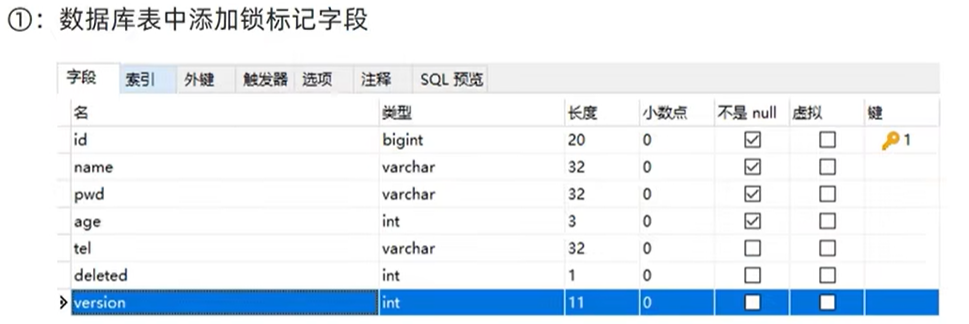 ①：数据库表中添加锁标记字段
字段 索引 外键 触发器 选项 注释 SQL 预览
名 类型 长度 小数点 不是 null 虚拟 键
id bigint 20 0 1
name varchar 32 0
pwd varchar 32 0
age int 3 0
tel varchar 32 0
deleted int 1 0
version int 11 0